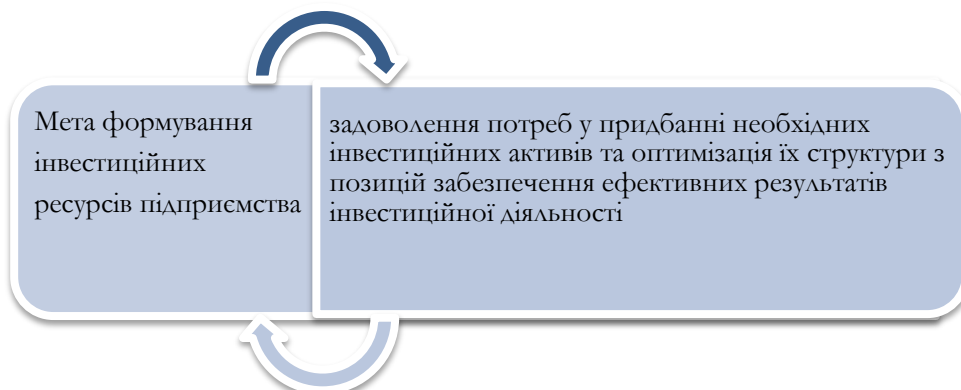 Мета формування
інвестиційних
ресурсів підприємства
задоволення потреб у придбанні необхідних
інвестиційних активів та оптимізація їх структури з
позицій забезпечення ефективних результатів
інвестиційної діяльності